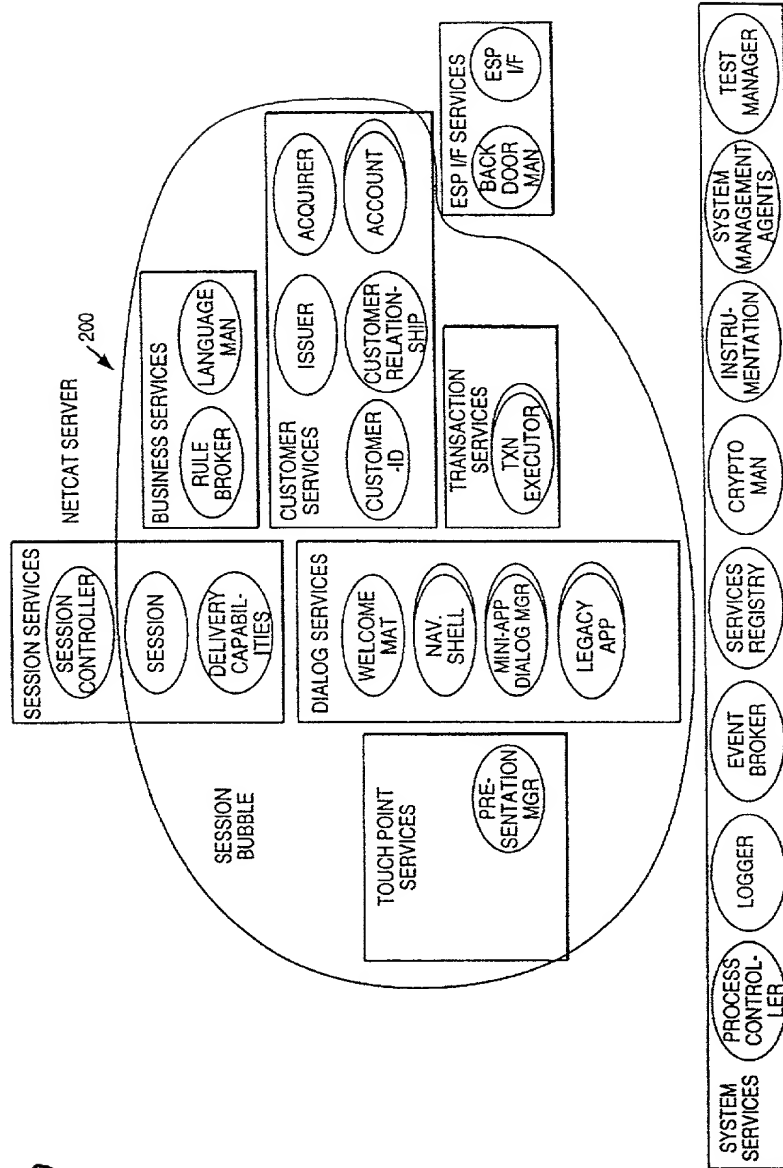 NETCAT SERVER
200
SESSION SERVICES
SESSION
CONTROLLER
SESSION
DELIVERY
CAPABIL-
ITIES
BUSINESS SERVICES
RULE
BROKER
LANGUAGE
MAN
SESSION
BUBBLE
CUSTOMER
SERVICES
ISSUER
ACQUIRER
CUSTOMER
-ID
CUSTOMER
RELATION-
SHIP
ACCOUNT
TOUCH POINT
SERVICES
PRE-
SENTATION
MGR
DIALOG SERVICES
WELCOME
MAT
NAV.
SHELL
MINI-APP
DIALOG MGR
LEGACY
APP
TRANSACTION
SERVICES
TXN
EXECUTOR
ESP I/F SERVICES
BACK
DOOR
MAN
ESP
I/F
SYSTEM
SERVICES
PROCESS
CONTROL-
LER
LOGGER
EVENT
BROKER
SERVICES
REGISTRY
CRYPTO
MAN
INSTRU-
MENTATION
SYSTEM
MANAGEMENT
AGENTS
TEST
MANAGER